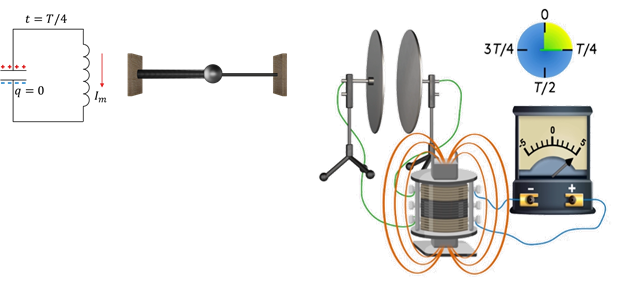 t = T/4
+ + + +
q = 0
I_m
0
3T/4
T/4
T/2
-5
0
5
-
+